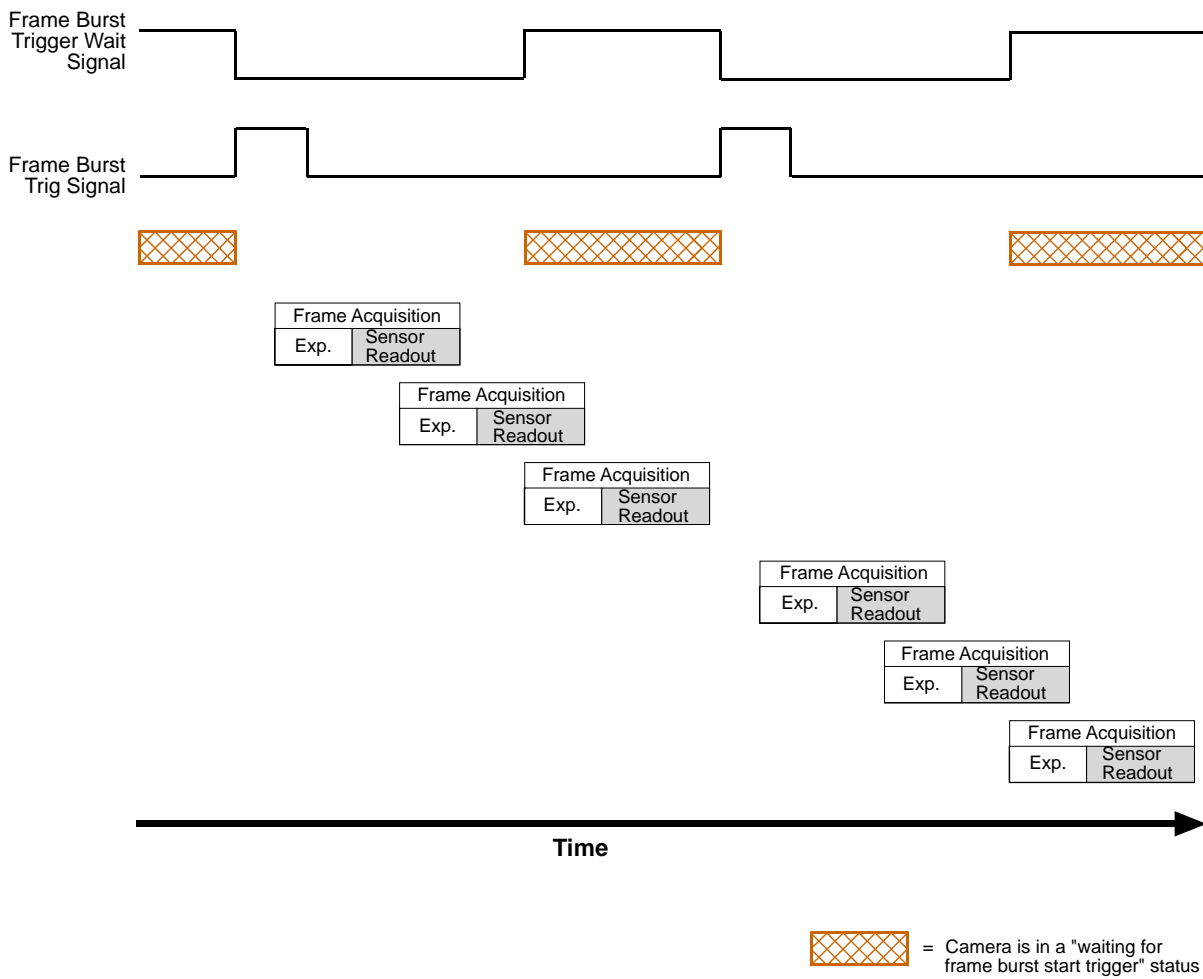 Frame Burst
Trigger Wait
Signal
Frame Burst
Trig Signal
Frame Acquisition
Exp.
Sensor
Readout
Frame Acquisition
Exp.
Sensor
Readout
Frame Acquisition
Exp.
Sensor
Readout
Frame Acquisition
Exp.
Sensor
Readout
Frame Acquisition
Exp.
Sensor
Readout
Frame Acquisition
Exp.
Sensor
Readout
Time
= Camera is in a "waiting for
frame burst start trigger" status